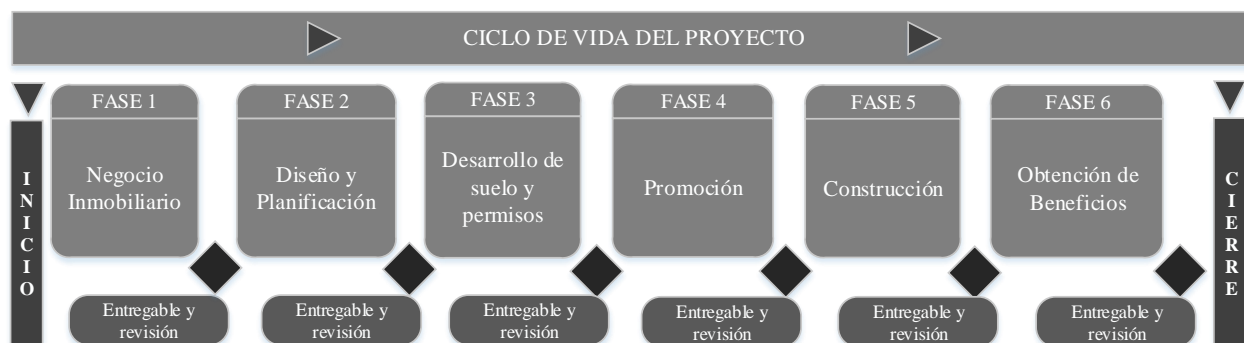 CICLO DE VIDA DEL PROYECTO
INICIO
FASE 1
Negocio
Inmobiliario
FASE 2
Diseño y
Planificación
FASE 3
Desarrollo de
suelo y
permisos
FASE 4
Promoción
FASE 5
Construcción
FASE 6
Obtención de
Beneficios
CIERRE
Entregable y
revisión
Entregable y
revisión
Entregable y
revisión
Entregable y
revisión
Entregable y
revisión
Entregable y
revisión